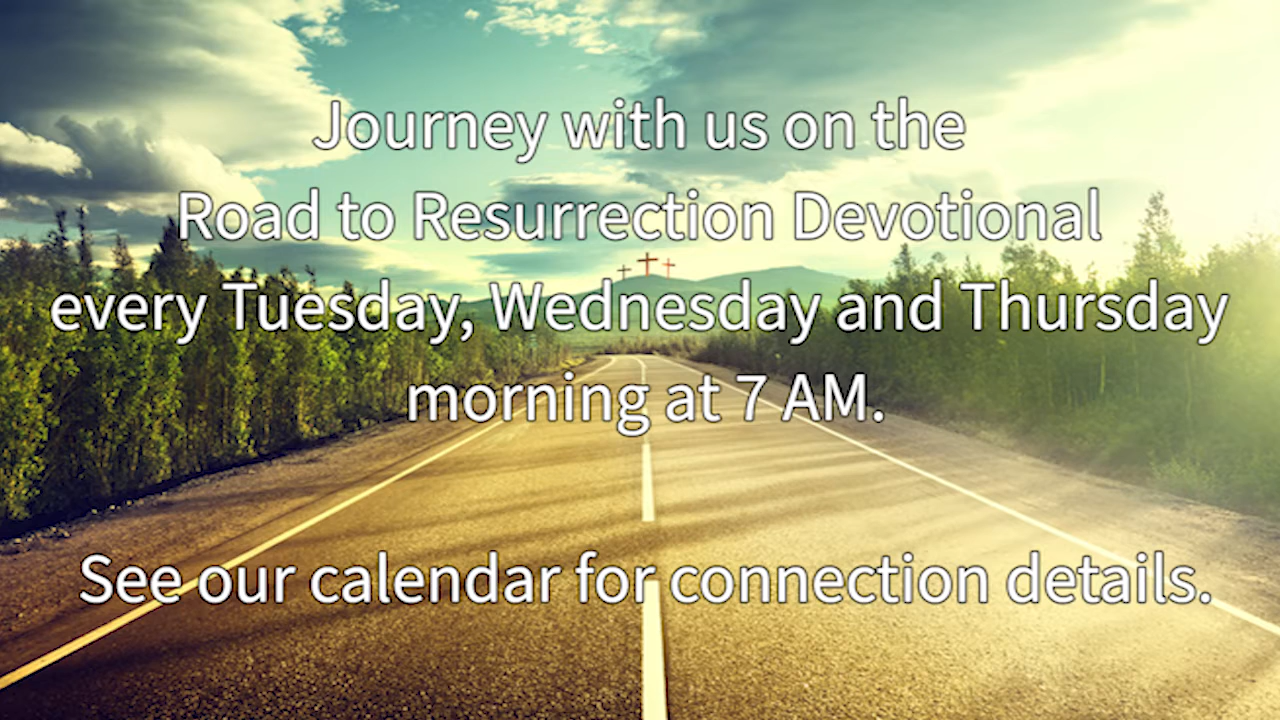 Journey with us on the
Road to Resurrection Devotional
every Tuesday, Wednesday and Thursday
morning at 7 AM.
See our calendar for connection details.